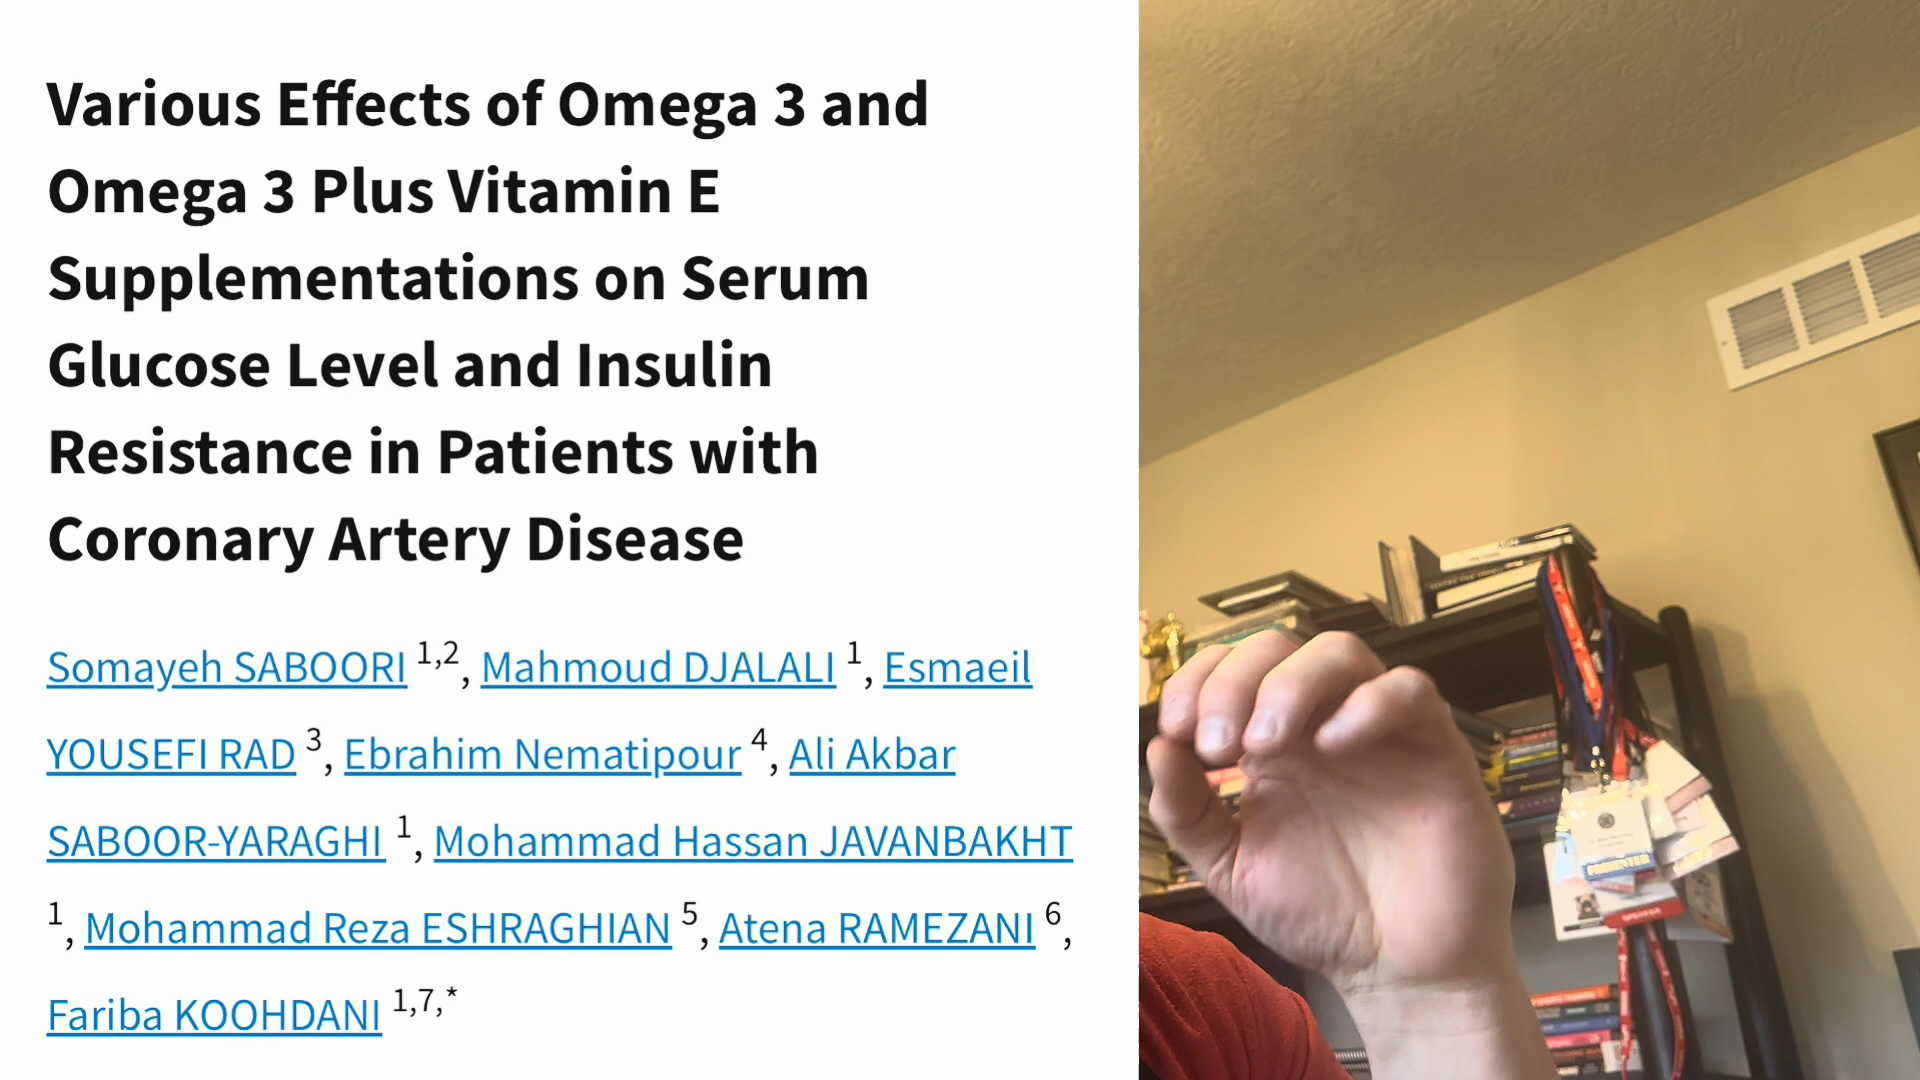 Various Effects of Omega 3 and
Omega 3 Plus Vitamin E
Supplementations on Serum
Glucose Level and Insulin
Resistance in Patients with
Coronary Artery Disease
Somayeh SABOORI 1,2, Mahmoud DJALALI 1, Esmaeil
YOUSEFI RAD 3, Ebrahim Nematipour 4, Ali Akbar
SABOOR-YARAGHI 1, Mohammad Hassan JAVANBAKHT
1, Mohammad Reza ESHRAGHIAN 5, Atena RAMEZANI 6,
Fariba KOOHDANI 1,7,*
PRESENTER
SPEAKER